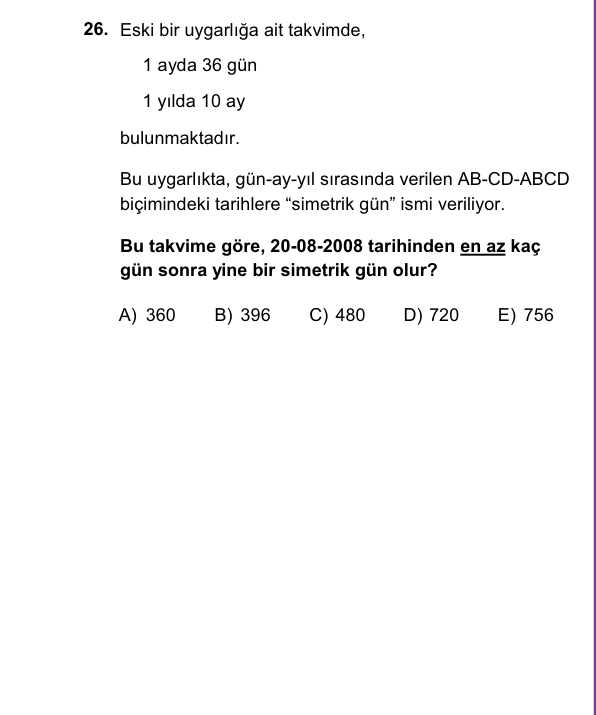 26. Eski bir uygarlığa ait takvimde,
1 ayda 36 gün
1 yılda 10 ay
bulunmaktadır.
Bu uygarlıkta, gün-ay-yıl sırasında verilen AB-CD-ABCD
biçimindeki tarihlere “simetrik gün” ismi veriliyor.
Bu takvime göre, 20-08-2008 tarihinden en az kaç
gün sonra yine bir simetrik gün olur?
A) 360 B) 396 C) 480 D) 720 E) 756